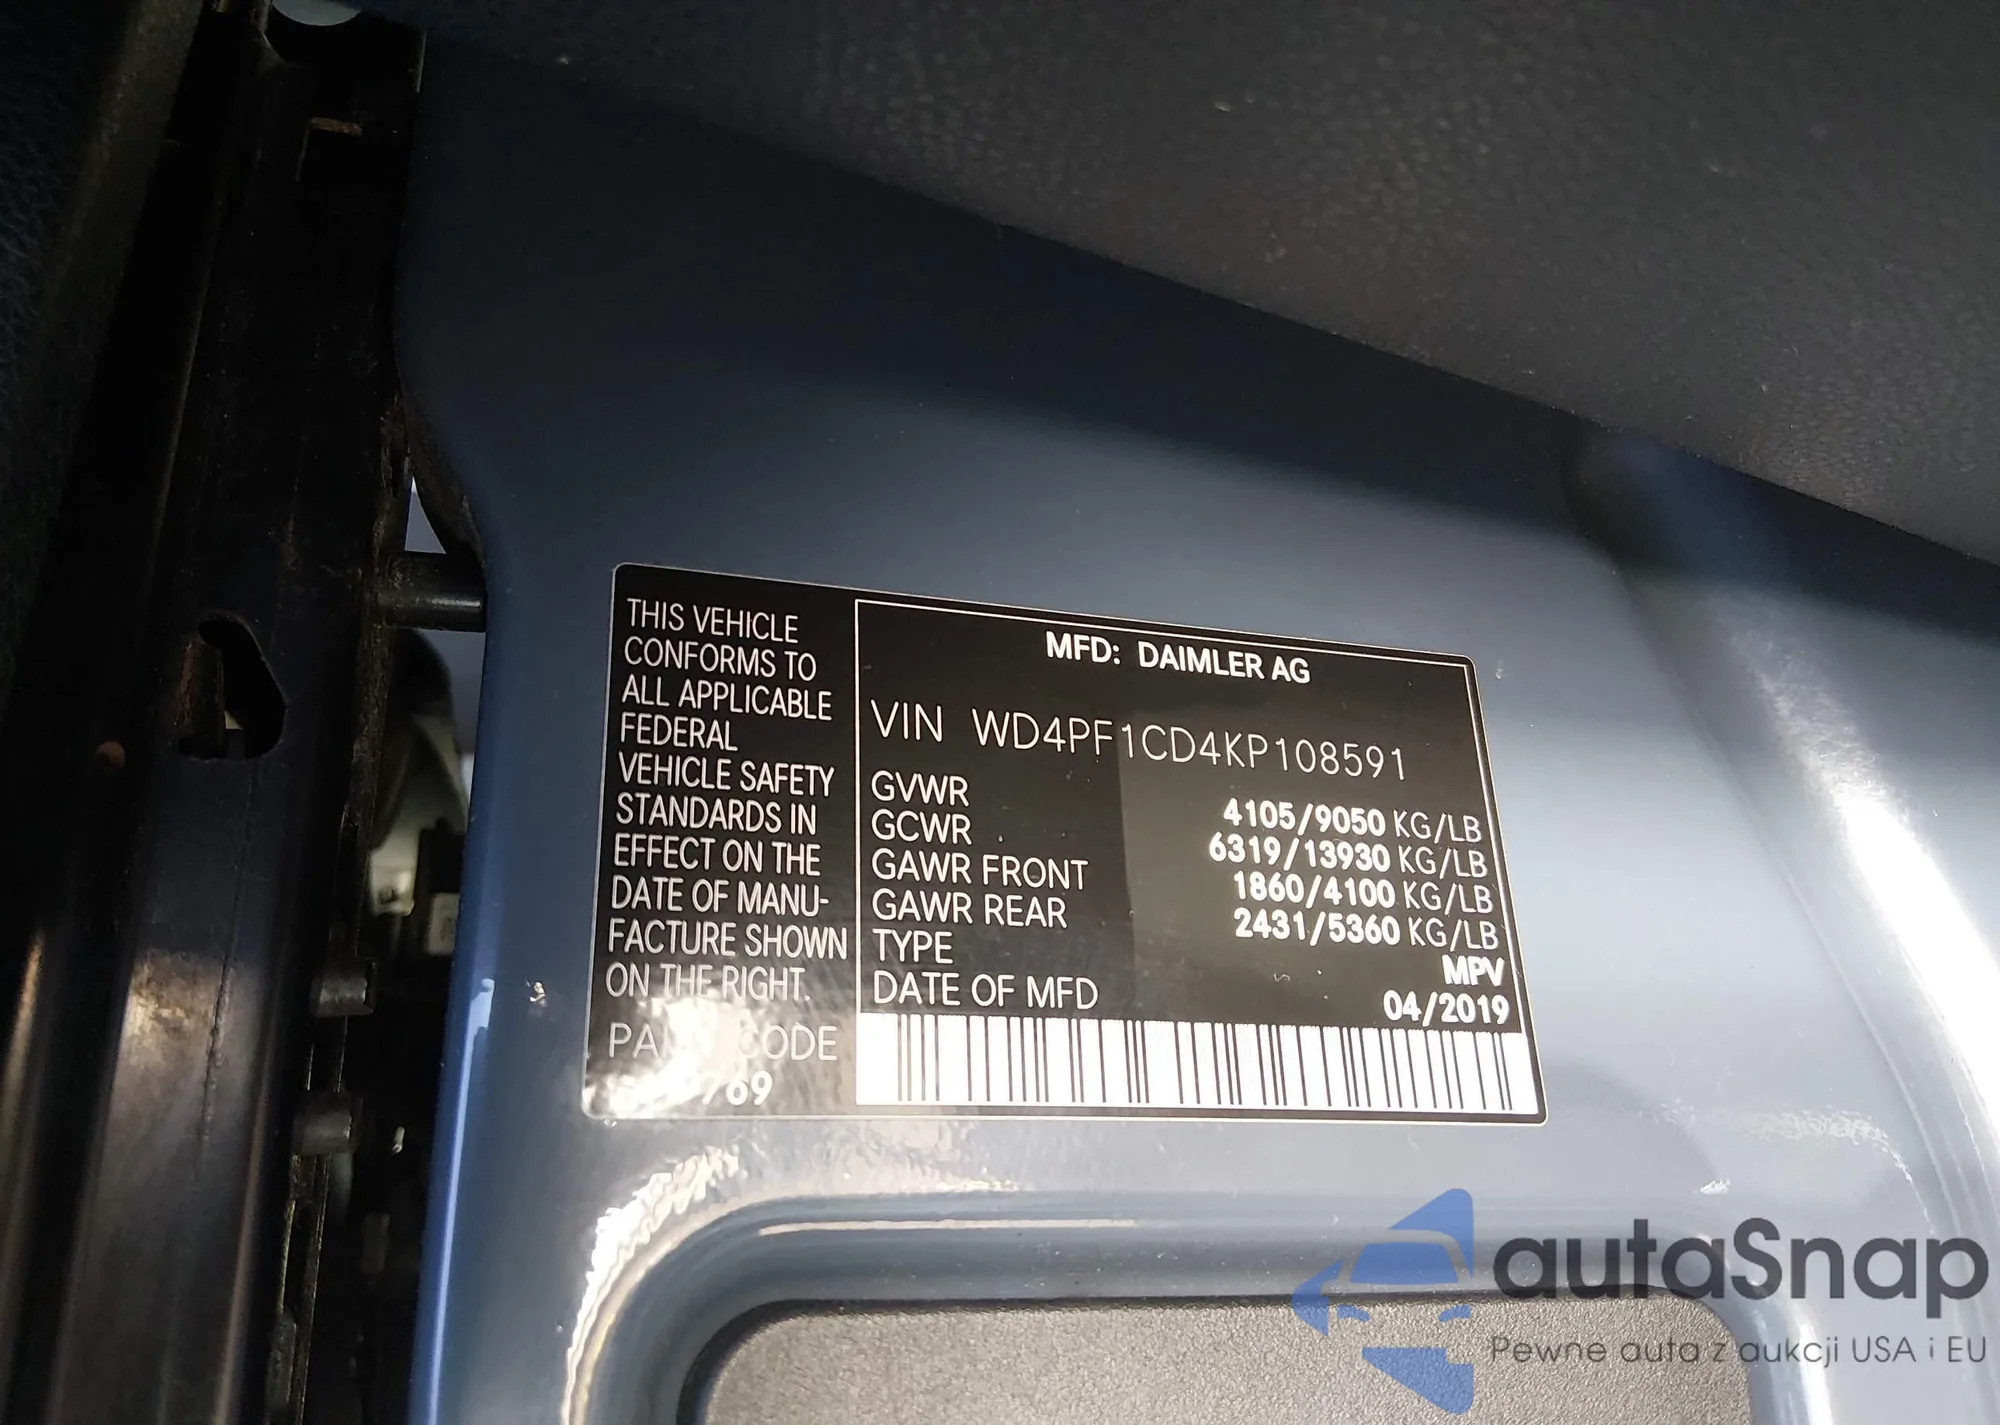 THIS VEHICLE
CONFORMS TO
ALL APPLICABLE
FEDERAL
VEHICLE SAFETY
STANDARDS IN
EFFECT ON THE
DATE OF MANU-
FACTURE SHOWN
ON THE RIGHT.
CODE
MFD: DAIMLER AG
VIN WD4PF1CD4KP108591
GVWR 4105/9050 KG/LB
GCWR 6319/13930 KG/LB
GAWR FRONT 1860/4100 KG/LB
GAWR REAR 2431/5360 KG/LB
TYPE MPV
DATE OF MFD 04/2019
autaSnap
Pewne auta z aukcji USA i EU